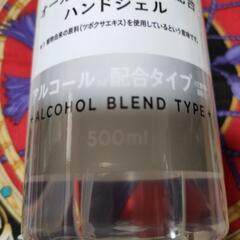 ハンドジェル
※1 植物由来の原料(ツボクサエキス)を使用しているという意味です。
アルコール 配合タイプ
ALCOHOL BLEND TYPE
500ml